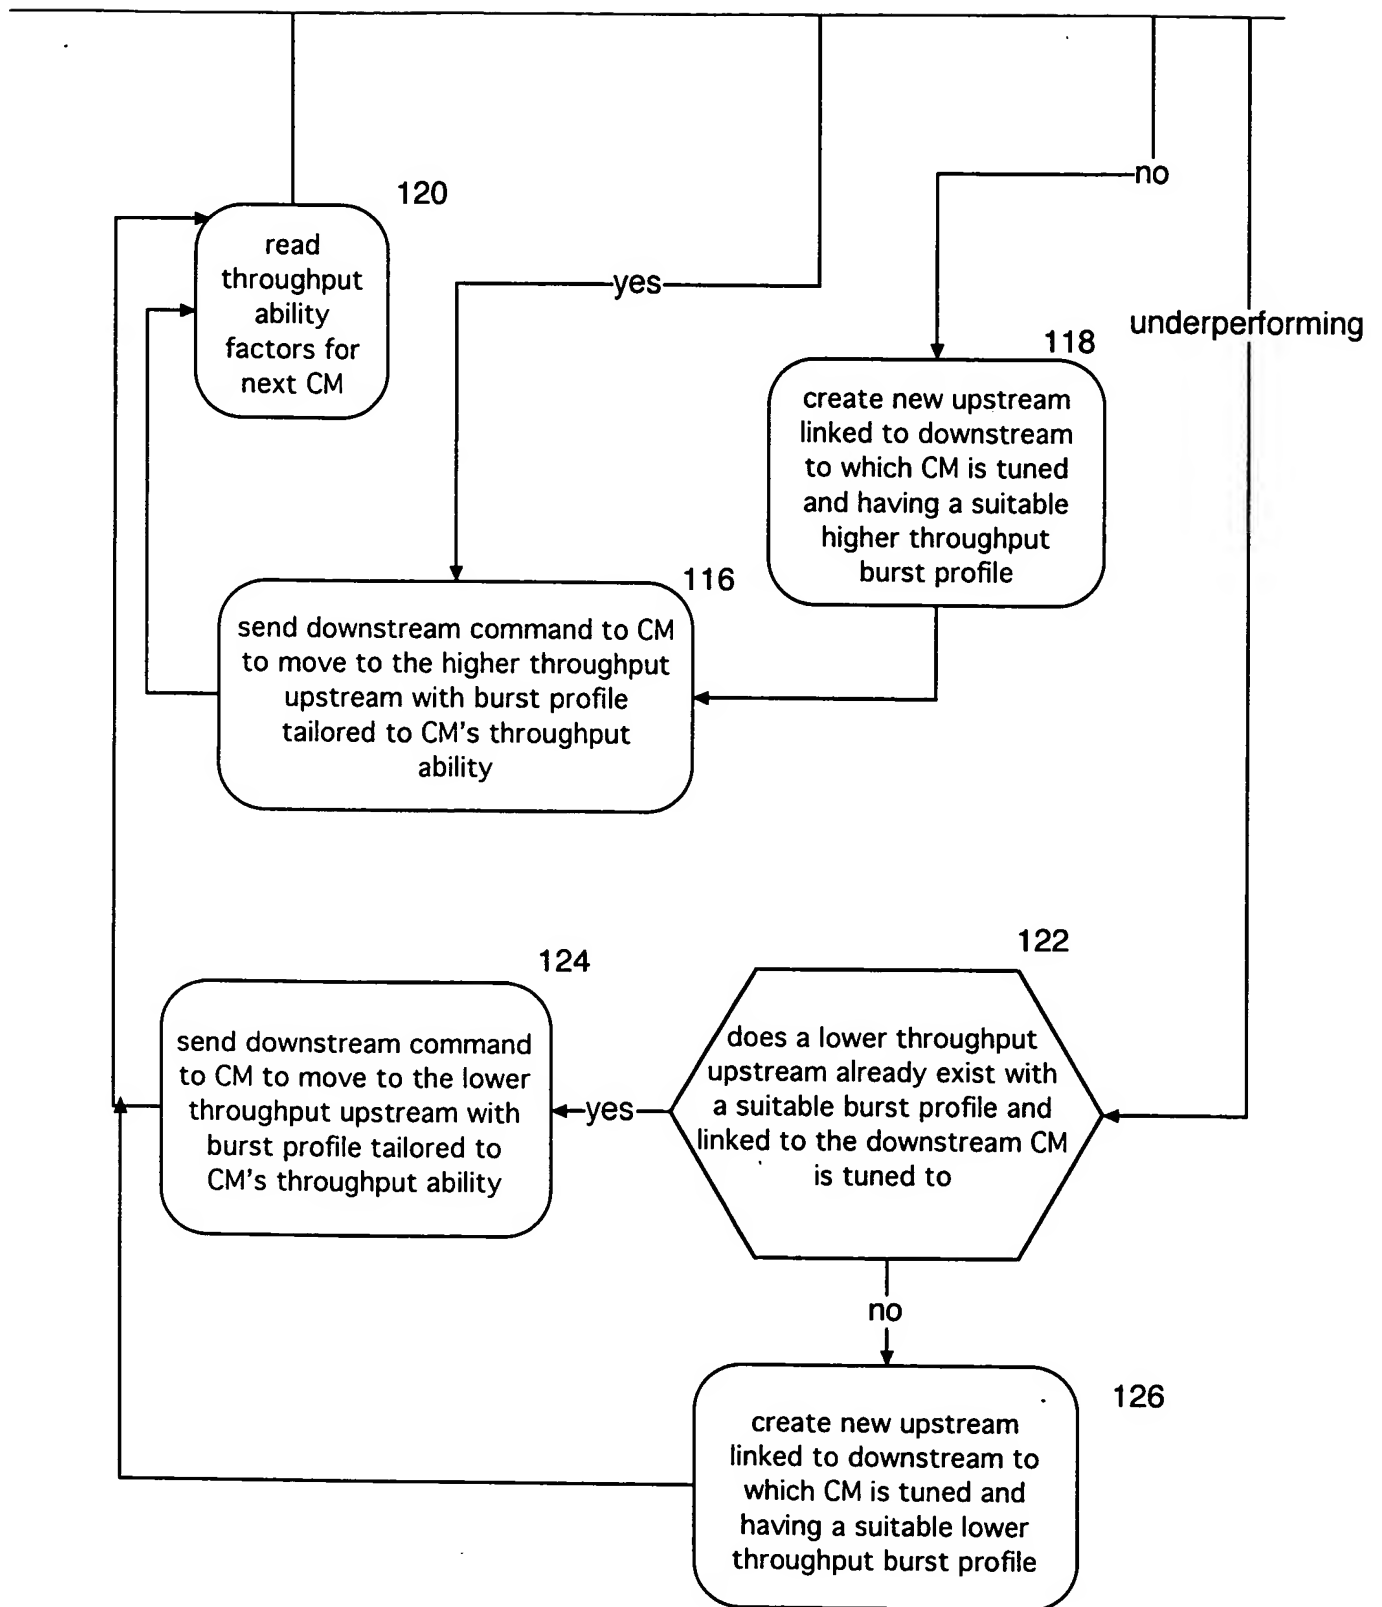 no
120
read
throughput
ability
factors for
next CM
yes
underperforming
118
create new upstream
linked to downstream
to which CM is tuned
and having a suitable
higher throughput
burst profile
116
send downstream command to CM
to move to the higher throughput
upstream with burst profile
tailored to CM's throughput
ability
122
does a lower throughput
upstream already exist with
a suitable burst profile and
linked to the downstream CM
is tuned to
124
send downstream command
to CM to move to the lower
throughput upstream with
burst profile tailored to
CM's throughput ability
yes
no
126
create new upstream
linked to downstream to
which CM is tuned and
having a suitable lower
throughput burst profile